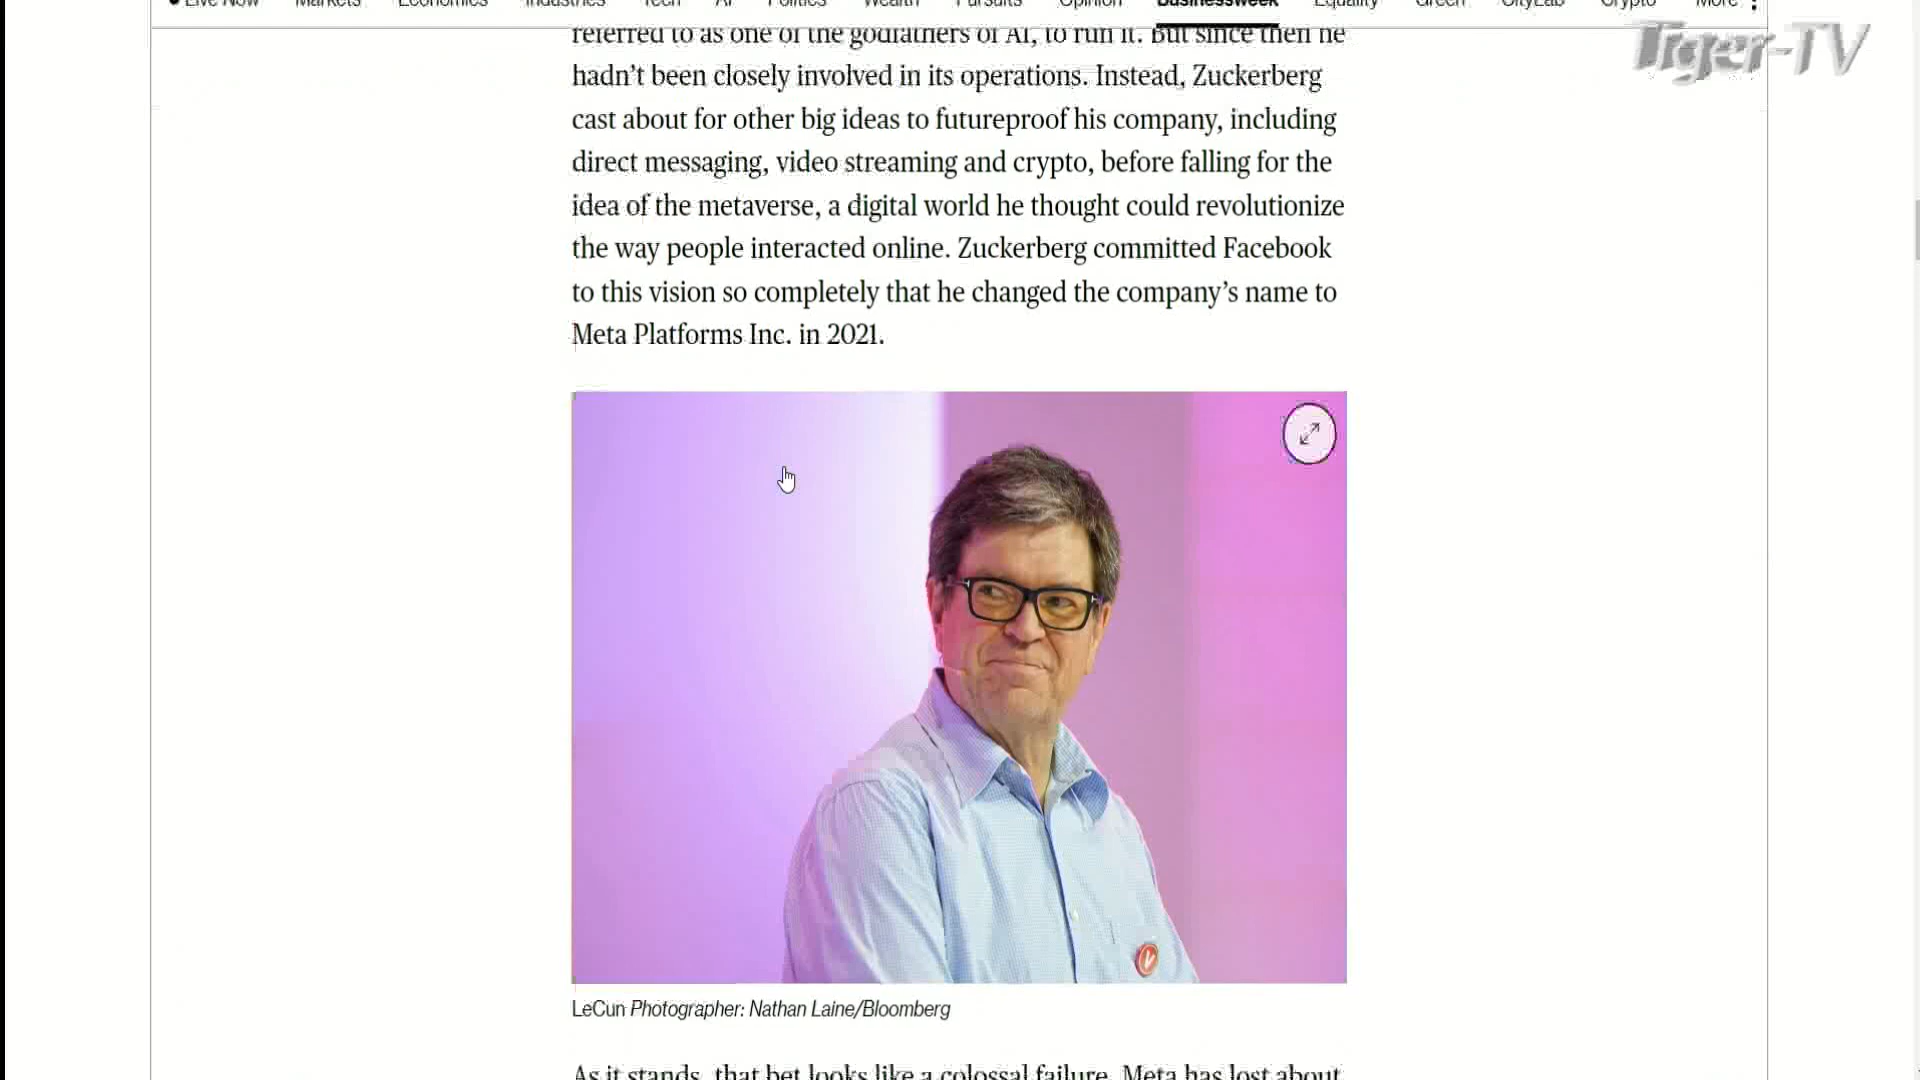 Live Now Markets Economics Industries Tech AI Politics Wealth Pursuits Opinion Businessweek Equality Green CityLab Crypto More
Tiger-TV
referred to as one of the godfathers of AI, to run it. But since then he
hadn’t been closely involved in its operations. Instead, Zuckerberg
cast about for other big ideas to futureproof his company, including
direct messaging, video streaming and crypto, before falling for the
idea of the metaverse, a digital world he thought could revolutionize
the way people interacted online. Zuckerberg committed Facebook
to this vision so completely that he changed the company’s name to
Meta Platforms Inc. in 2021.
LeCun Photographer: Nathan Laine/Bloomberg
As it stands, that bet looks like a colossal failure. Meta has lost about